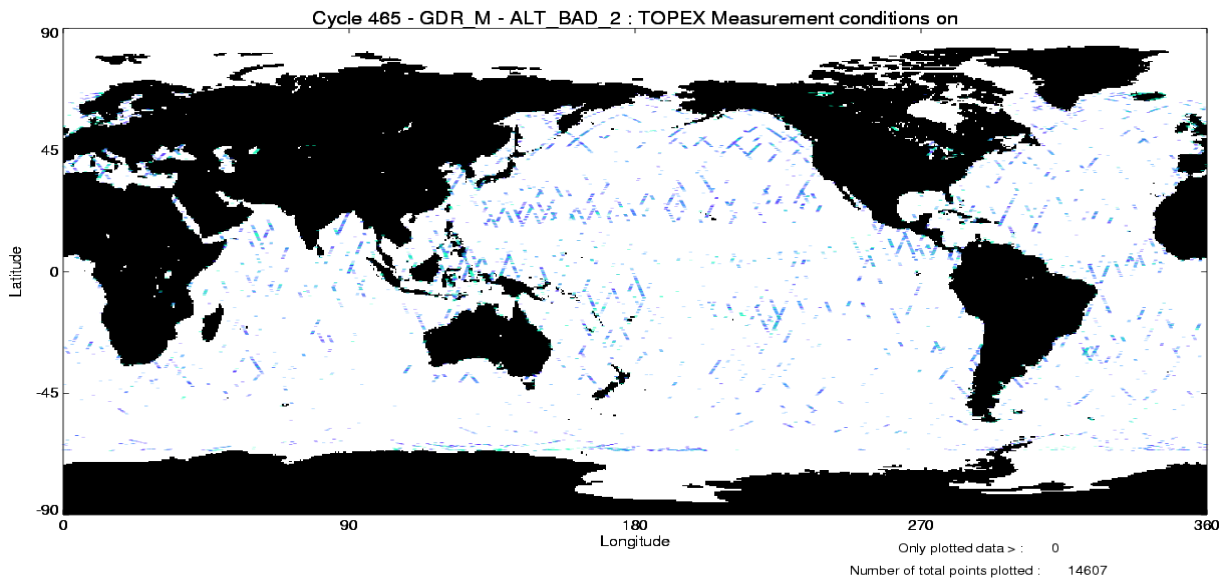 Cycle 465 - GDR_M - ALT_BAD_2 : TOPEX Measurement conditions on
90
45
0
-45
-90
Latitude
0 90 180 270 360
Longitude
Only plotted data > : 0
Number of total points plotted : 14607